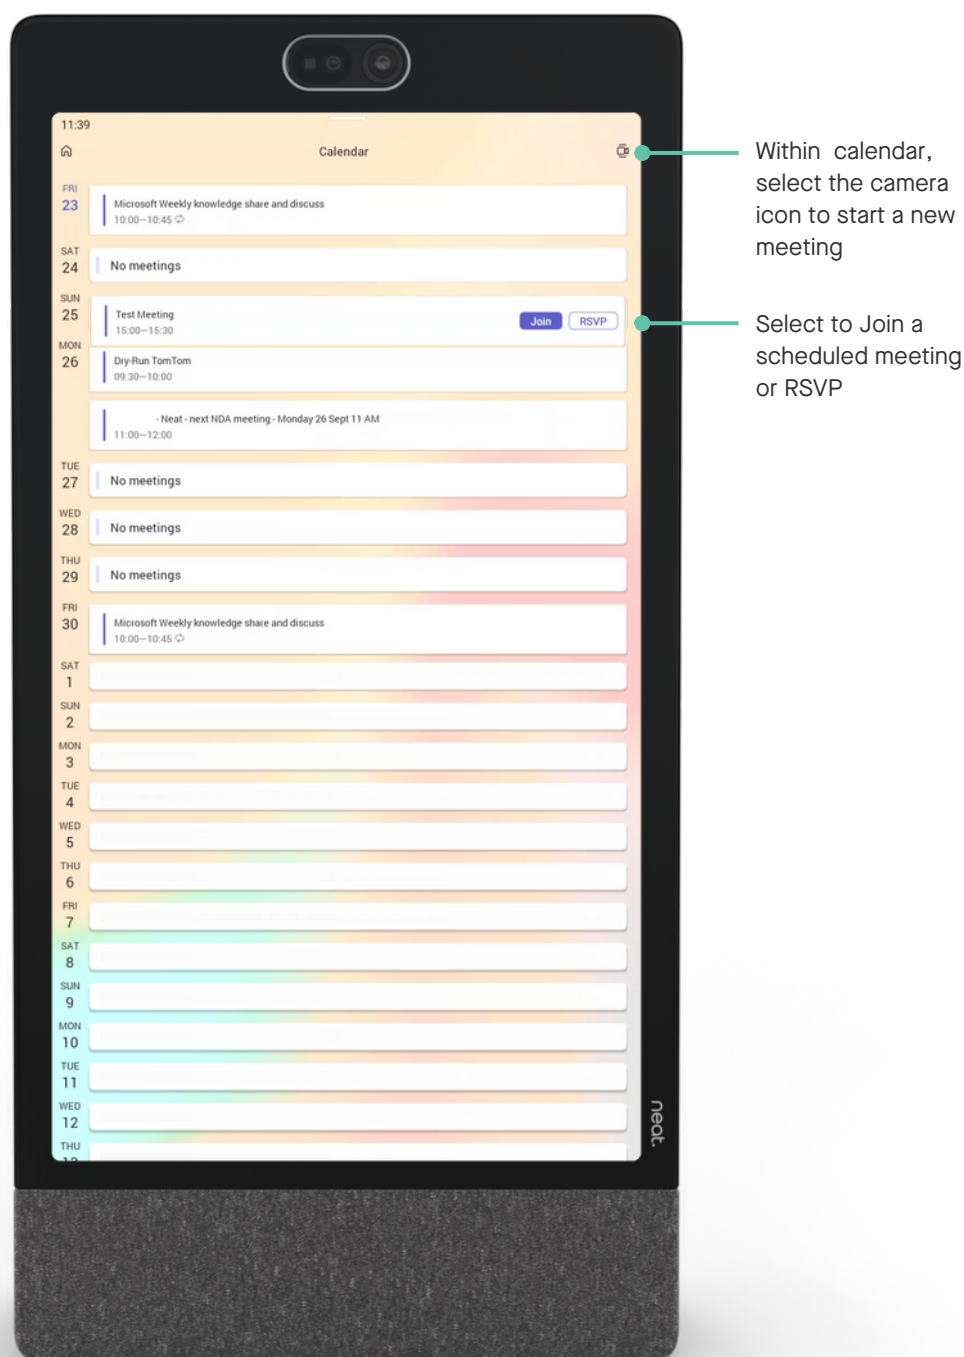 11:39
Calendar
FRI
23
Microsoft Weekly knowledge share and discuss
10:00—10:45
SAT
24
No meetings
SUN
25
Test Meeting
15:00—15:30
Join
RSVP
MON
26
Dry-Run TomTom
09:30—10:00
- Neat - next NDA meeting - Monday 26 Sept 11 AM
11:00—12:00
TUE
27
No meetings
WED
28
No meetings
THU
29
No meetings
FRI
30
Microsoft Weekly knowledge share and discuss
10:00—10:45
SAT
1
SUN
2
MON
3
TUE
4
WED
5
THU
6
FRI
7
SAT
8
SUN
9
MON
10
TUE
11
WED
12
THU
neat.
Within calendar,
select the camera
icon to start a new
meeting
Select to Join a
scheduled meeting
or RSVP